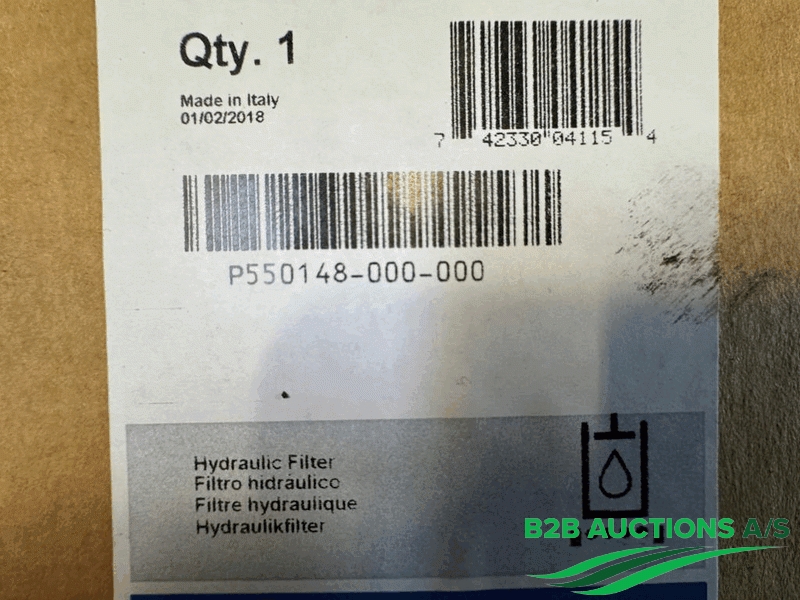 Qty. 1
Made in Italy
01/02/2018
7 42330 04115 4
P550148-000-000
Hydraulic Filter
Filtro hidráulico
Filtre hydraulique
Hydraulikfilter
B2B AUCTIONS A/S